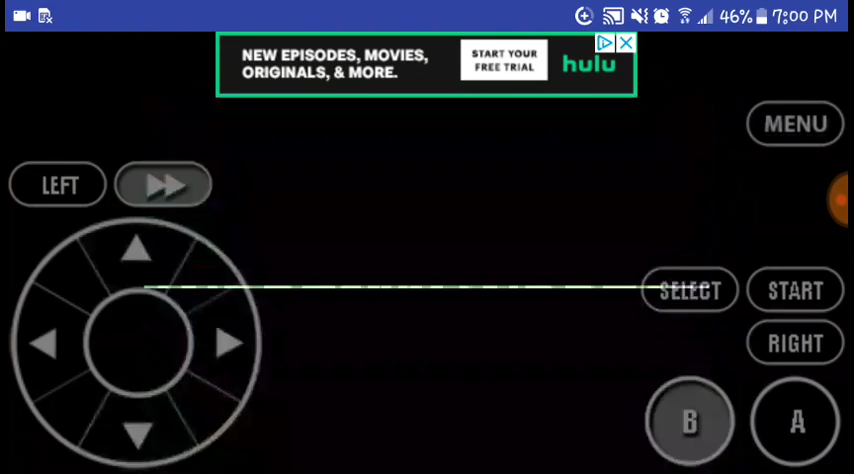 46% 7:00 PM
NEW EPISODES, MOVIES,
ORIGINALS, & MORE.
START YOUR
FREE TRIAL
hulu
MENU
LEFT
SELECT
START
RIGHT
B
A